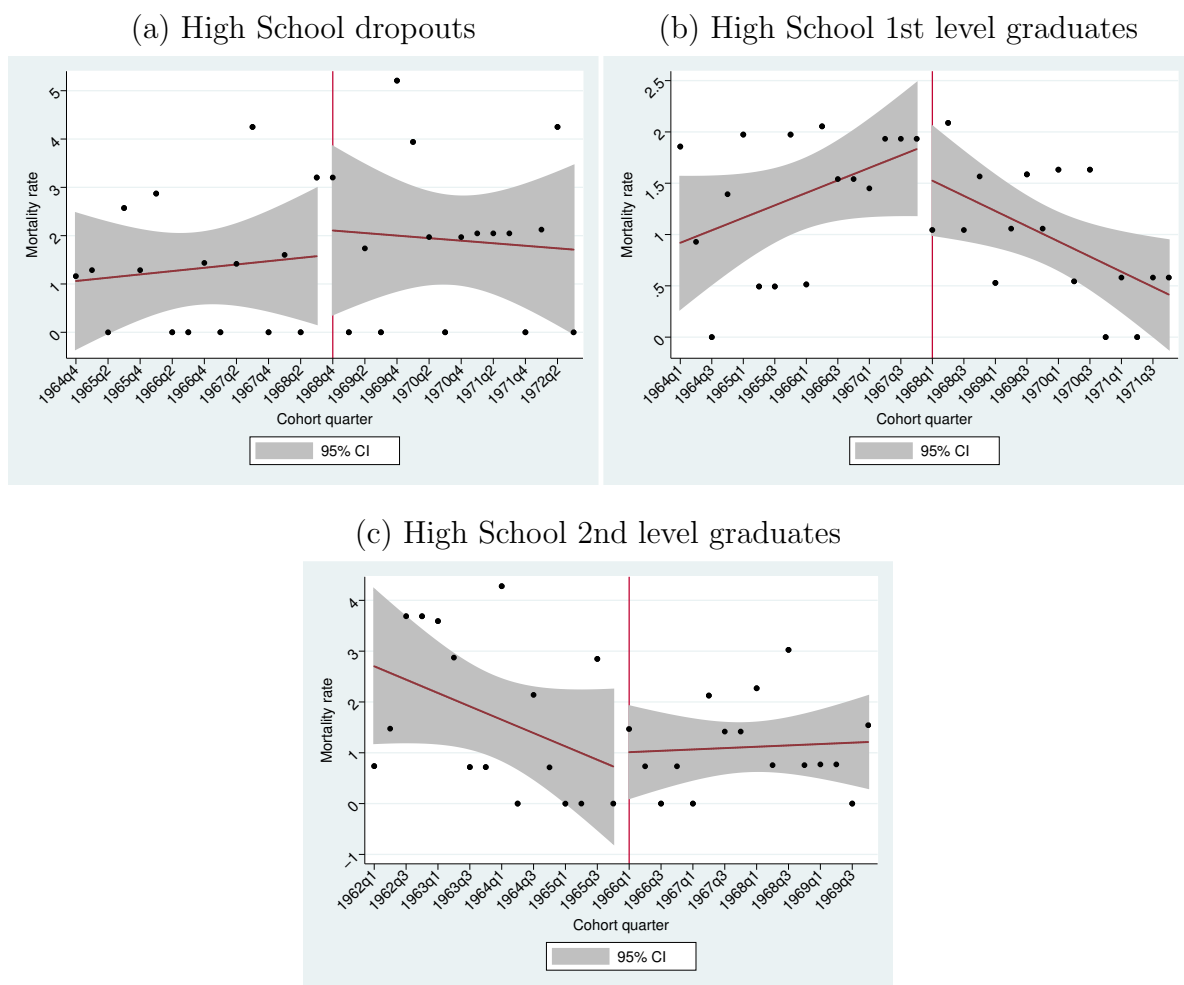 (a) High School dropouts
(b) High School 1st level graduates
Mortality rate
5
4
3
2
1
0
1964q4
1965q2
1965q4
1966q2
1966q4
1967q2
1967q4
1968q2
1968q4
1969q2
1969q4
1970q2
1970q4
1971q2
1971q4
1972q2
Cohort quarter
95% CI
Mortality rate
2.5
2
1.5
1
.5
0
1964q1
1964q3
1965q1
1965q3
1966q1
1966q3
1967q1
1967q3
1968q1
1968q3
1969q1
1969q3
1970q1
1970q3
1971q1
1971q3
Cohort quarter
95% CI
(c) High School 2nd level graduates
Mortality rate
4
3
2
1
0
-1
1962q1
1962q3
1963q1
1963q3
1964q1
1964q3
1965q1
1965q3
1966q1
1966q3
1967q1
1967q3
1968q1
1968q3
1969q1
1969q3
Cohort quarter
95% CI